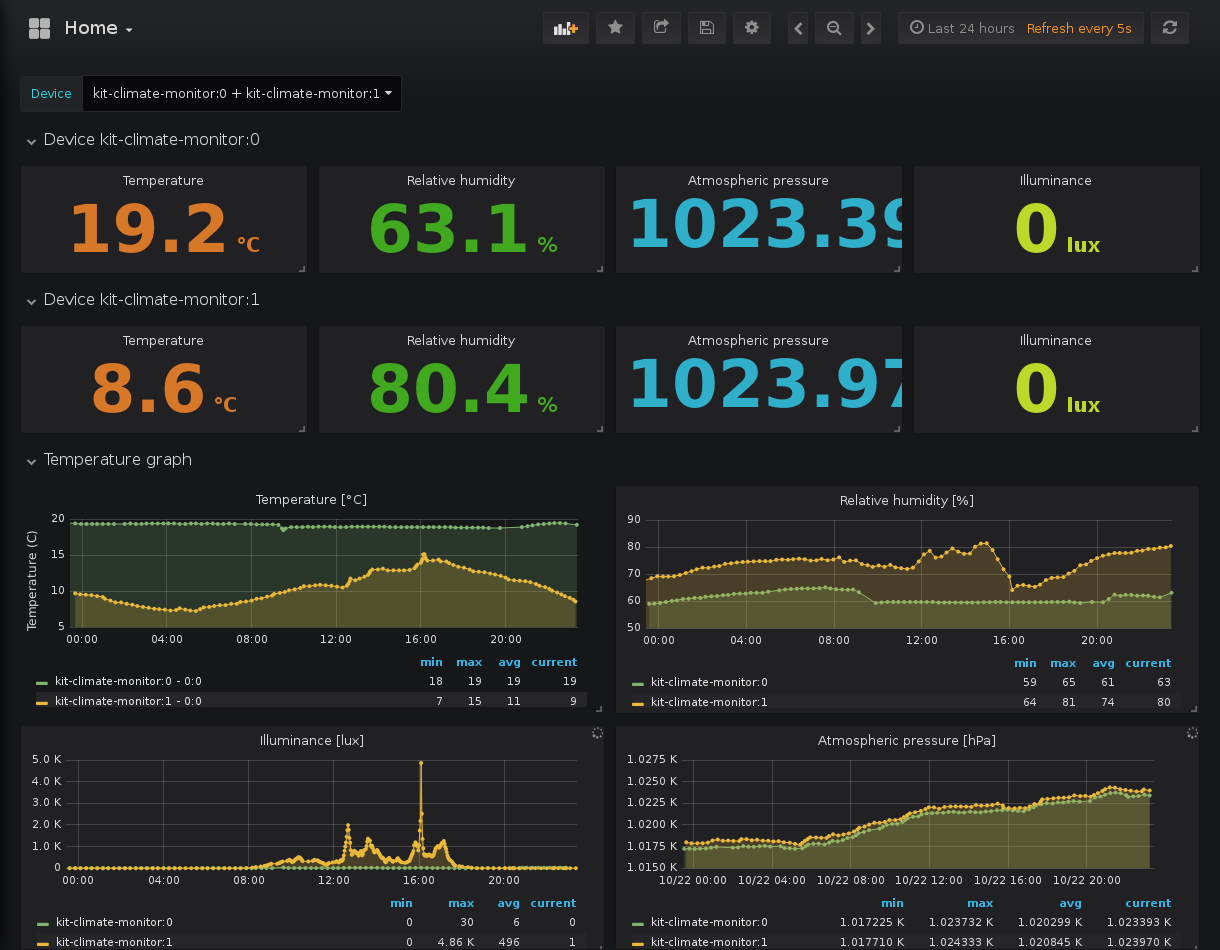 Home
Last 24 hours Refresh every 5s
Device kit-climate-monitor:0 + kit-climate-monitor:1
Device kit-climate-monitor:0
Temperature Relative humidity Atmospheric pressure Illuminance
19.2 °C 63.1 % 1023.39 0 lux
Device kit-climate-monitor:1
Temperature Relative humidity Atmospheric pressure Illuminance
8.6 °C 80.4 % 1023.97 0 lux
Temperature graph
Temperature [°C]
Temperature (C)
20
15
10
5
00:00 04:00 08:00 12:00 16:00 20:00
min max avg current
kit-climate-monitor:0 - 0:0 18 19 19 19
kit-climate-monitor:1 - 0:0 7 15 11 9
Relative humidity [%]
90
80
70
60
50
00:00 04:00 08:00 12:00 16:00 20:00
min max avg current
kit-climate-monitor:0 59 65 61 63
kit-climate-monitor:1 64 81 74 80
Illuminance [lux]
5.0 K
4.0 K
3.0 K
2.0 K
1.0 K
0
00:00 04:00 08:00 12:00 16:00 20:00
min max avg current
kit-climate-monitor:0 0 30 6 0
kit-climate-monitor:1 0 4.86 K 496 1
Atmospheric pressure [hPa]
1.0275 K
1.0250 K
1.0225 K
1.0200 K
1.0175 K
1.0150 K
10/22 00:00 10/22 04:00 10/22 08:00 10/22 12:00 10/22 16:00 10/22 20:00
min max avg current
kit-climate-monitor:0 1.017225 K 1.023732 K 1.020299 K 1.023393 K
kit-climate-monitor:1 1.017710 K 1.024333 K 1.020845 K 1.023970 K